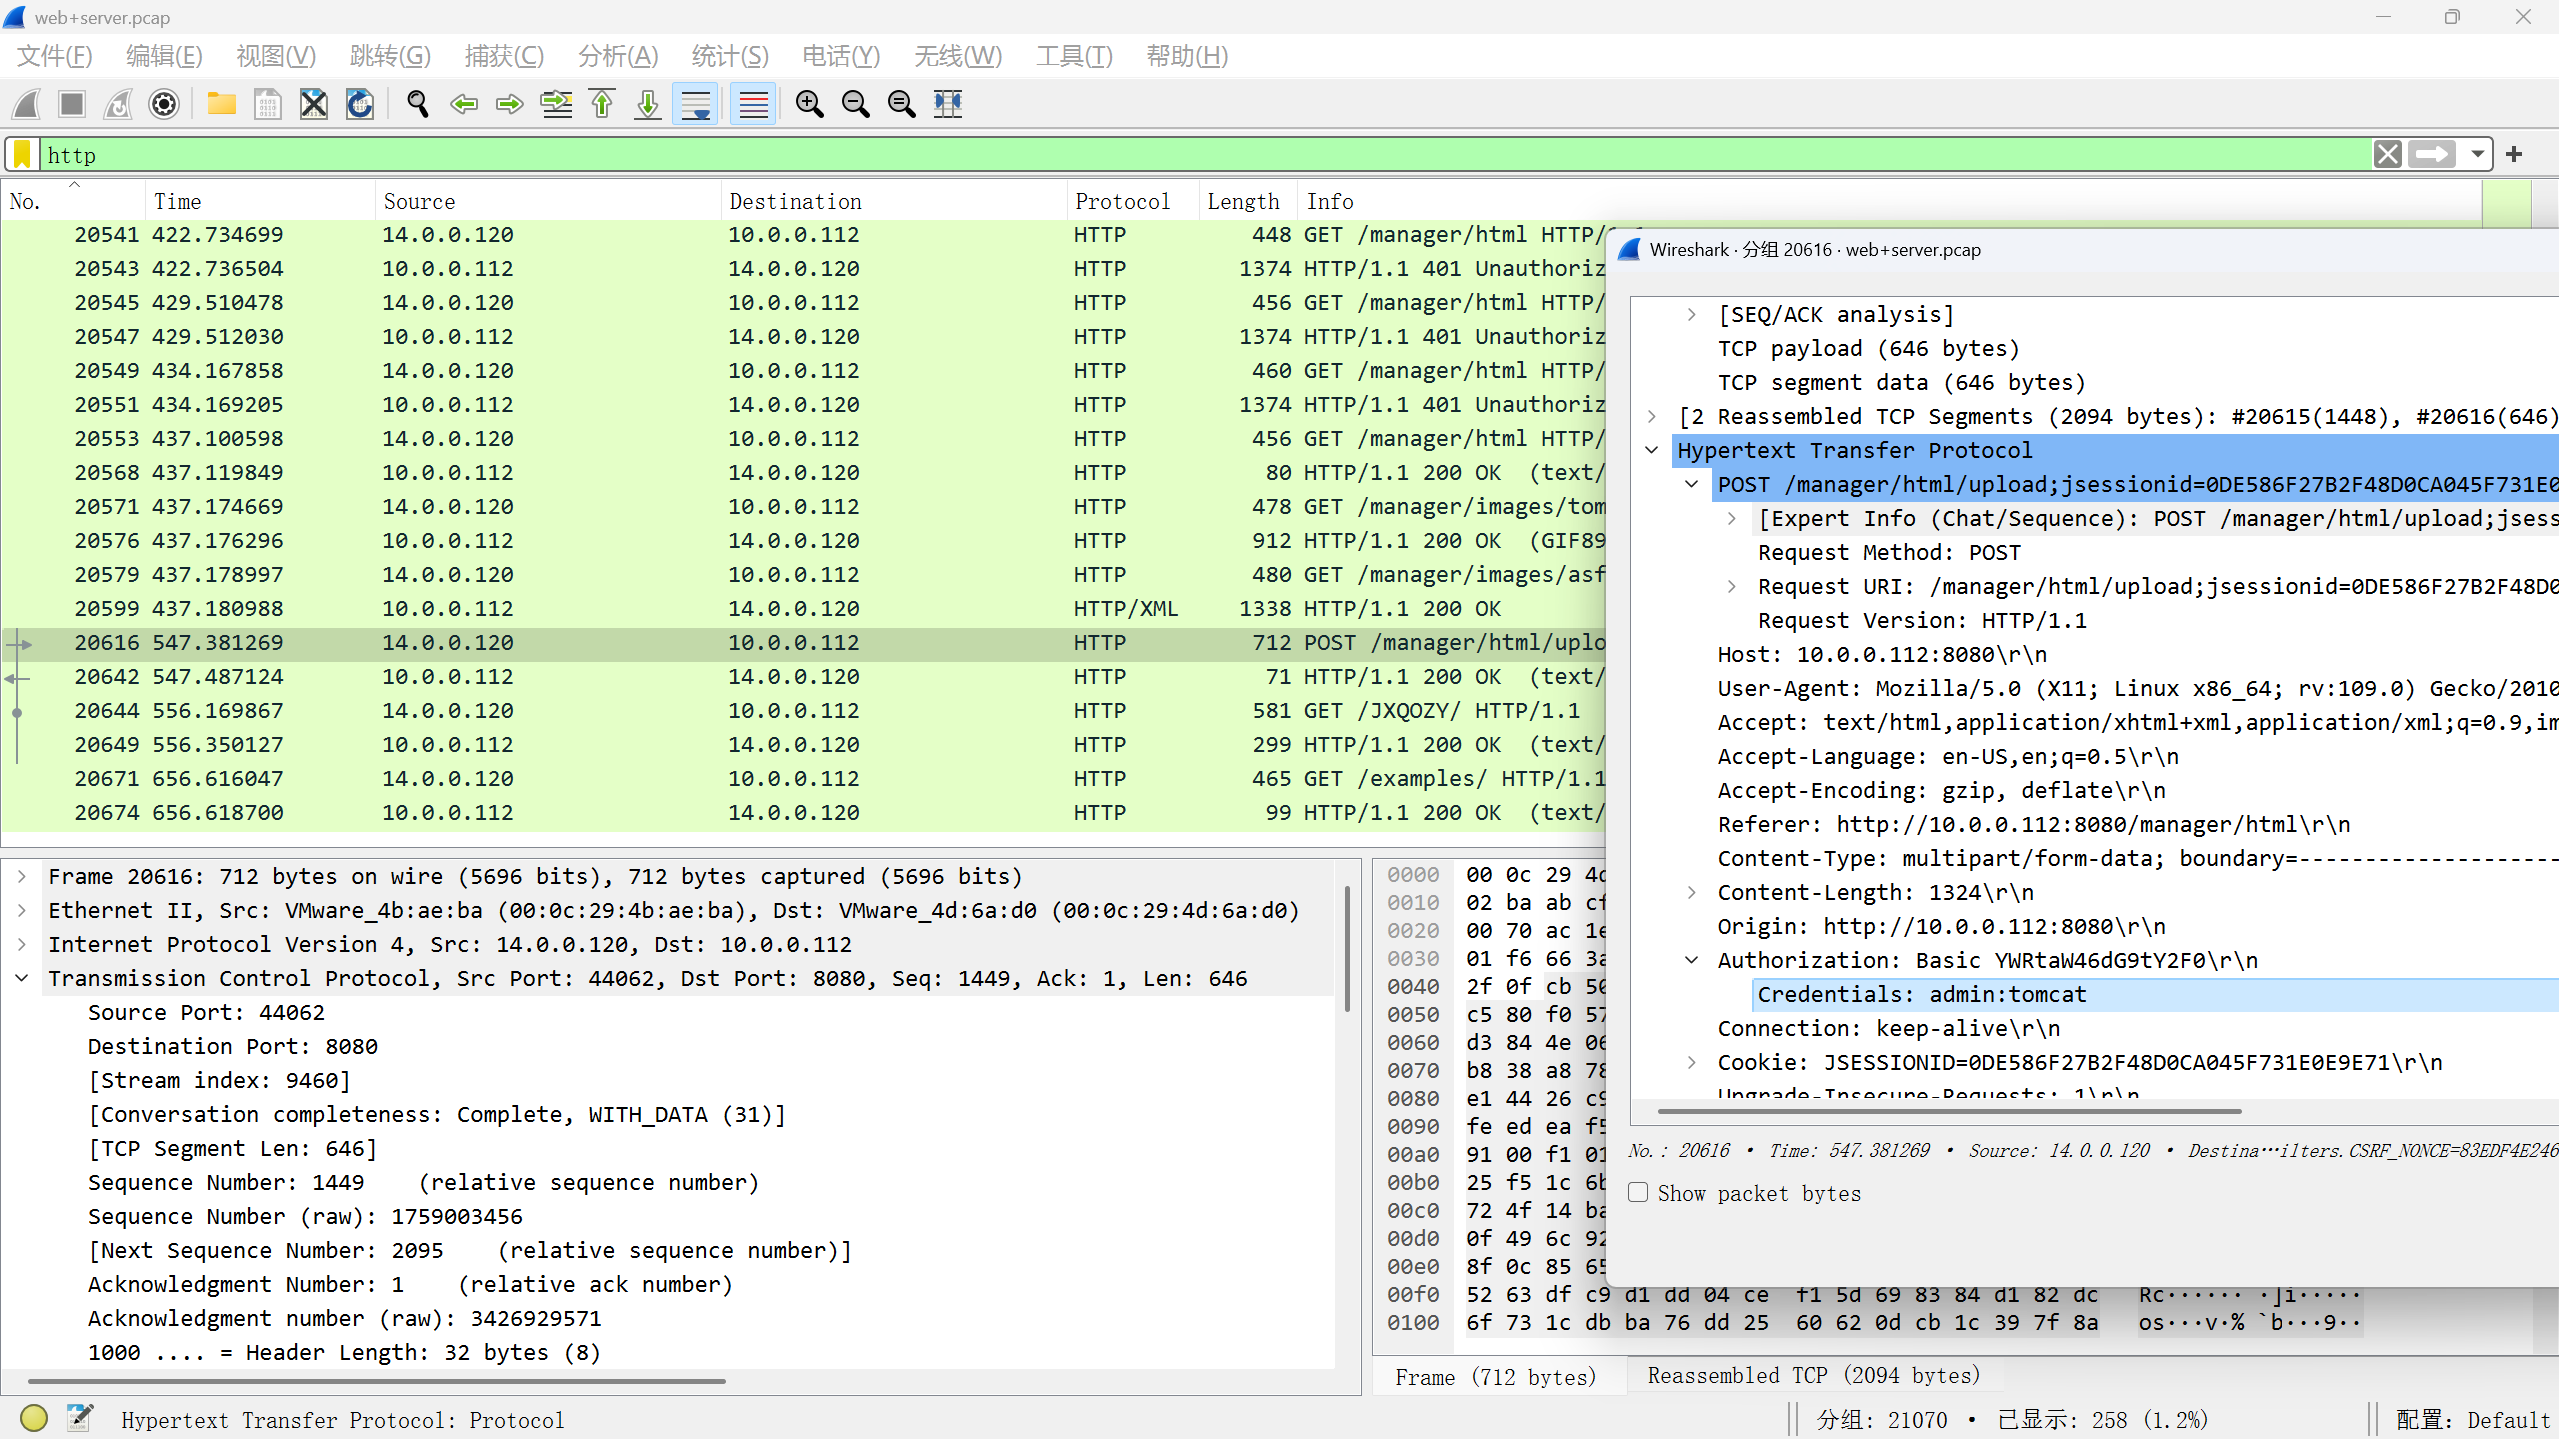 web+server.pcap
文件(F) 编辑(E) 视图(V) 跳转(G) 捕获(C) 分析(A) 统计(S) 电话(Y) 无线(W) 工具(T) 帮助(H)
http
No. Time Source Destination Protocol Length Info
20541 422.734699 14.0.0.120 10.0.0.112 HTTP 448 GET /manager/html HTTP/
20543 422.736504 10.0.0.112 14.0.0.120 HTTP 1374 HTTP/1.1 401 Unauthoriz
20545 429.510478 14.0.0.120 10.0.0.112 HTTP 456 GET /manager/html HTTP/
20547 429.512030 10.0.0.112 14.0.0.120 HTTP 1374 HTTP/1.1 401 Unauthoriz
20549 434.167858 14.0.0.120 10.0.0.112 HTTP 460 GET /manager/html HTTP/
20551 434.169205 10.0.0.112 14.0.0.120 HTTP 1374 HTTP/1.1 401 Unauthoriz
20553 437.100598 14.0.0.120 10.0.0.112 HTTP 456 GET /manager/html HTTP/
20568 437.119849 10.0.0.112 14.0.0.120 HTTP 80 HTTP/1.1 200 OK (text/
20571 437.174669 14.0.0.120 10.0.0.112 HTTP 478 GET /manager/images/tom
20576 437.176296 10.0.0.112 14.0.0.120 HTTP 912 HTTP/1.1 200 OK (GIF89
20579 437.178997 14.0.0.120 10.0.0.112 HTTP 480 GET /manager/images/asf
20599 437.180988 10.0.0.112 14.0.0.120 HTTP/XML 1338 HTTP/1.1 200 OK
20616 547.381269 14.0.0.120 10.0.0.112 HTTP 712 POST /manager/html/uplo
20642 547.487124 10.0.0.112 14.0.0.120 HTTP 71 HTTP/1.1 200 OK (text/
20644 556.169867 14.0.0.120 10.0.0.112 HTTP 581 GET /JXQOZY/ HTTP/1.1
20649 556.350127 10.0.0.112 14.0.0.120 HTTP 299 HTTP/1.1 200 OK (text/
20671 656.616047 14.0.0.120 10.0.0.112 HTTP 465 GET /examples/ HTTP/1.1
20674 656.618700 10.0.0.112 14.0.0.120 HTTP 99 HTTP/1.1 200 OK (text/
Frame 20616: 712 bytes on wire (5696 bits), 712 bytes captured (5696 bits)
Ethernet II, Src: VMware_4b:ae:ba (00:0c:29:4b:ae:ba), Dst: VMware_4d:6a:d0 (00:0c:29:4d:6a:d0)
Internet Protocol Version 4, Src: 14.0.0.120, Dst: 10.0.0.112
Transmission Control Protocol, Src Port: 44062, Dst Port: 8080, Seq: 1449, Ack: 1, Len: 646
Source Port: 44062
Destination Port: 8080
[Stream index: 9460]
[Conversation completeness: Complete, WITH_DATA (31)]
[TCP Segment Len: 646]
Sequence Number: 1449 (relative sequence number)
Sequence Number (raw): 1759003456
[Next Sequence Number: 2095 (relative sequence number)]
Acknowledgment Number: 1 (relative ack number)
Acknowledgment number (raw): 3426929571
1000 .... = Header Length: 32 bytes (8)
0000 00 0c 29 4d
0010 02 ba ab cf
0020 00 70 ac 1e
0030 01 f6 66 3a
0040 2f 0f cb 50
0050 c5 80 f0 57
0060 d3 84 4e 06
0070 b8 38 a8 78
0080 e1 44 26 c9
0090 fe ed ea f5
00a0 91 00 f1 01
00b0 25 f5 1c 6b
00c0 72 4f 14 ba
00d0 0f 49 6c 92
00e0 8f 0c 85 65
00f0 52 63 df c9 d1 dd 04 ce f1 5d 69 83 84 d1 82 dc Rc······ ·]i·····
0100 6f 73 1c db ba 76 dd 25 60 62 0d cb 1c 39 7f 8a os···v·% `b···9··
Frame (712 bytes) Reassembled TCP (2094 bytes)
Wireshark · 分组 20616 · web+server.pcap
[SEQ/ACK analysis]
TCP payload (646 bytes)
TCP segment data (646 bytes)
[2 Reassembled TCP Segments (2094 bytes): #20615(1448), #20616(646)
Hypertext Transfer Protocol
POST /manager/html/upload;jsessionid=0DE586F27B2F48D0CA045F731E0
[Expert Info (Chat/Sequence): POST /manager/html/upload;jsess
Request Method: POST
Request URI: /manager/html/upload;jsessionid=0DE586F27B2F48D0
Request Version: HTTP/1.1
Host: 10.0.0.112:8080\r\n
User-Agent: Mozilla/5.0 (X11; Linux x86_64; rv:109.0) Gecko/2010
Accept: text/html,application/xhtml+xml,application/xml;q=0.9,im
Accept-Language: en-US,en;q=0.5\r\n
Accept-Encoding: gzip, deflate\r\n
Referer: http://10.0.0.112:8080/manager/html\r\n
Content-Type: multipart/form-data; boundary=--------------------
Content-Length: 1324\r\n
Origin: http://10.0.0.112:8080\r\n
Authorization: Basic YWRtaW46dG9tY2F0\r\n
Credentials: admin:tomcat
Connection: keep-alive\r\n
Cookie: JSESSIONID=0DE586F27B2F48D0CA045F731E0E9E71\r\n
Upgrade-Insecure-Requests: 1\r\n
No.: 20616 · Time: 547.381269 · Source: 14.0.0.120 · Destina…ilters.CSRF_NONCE=83EDF4E246
Show packet bytes
Hypertext Transfer Protocol: Protocol
分组: 21070 · 已显示: 258 (1.2%)
配置: Default